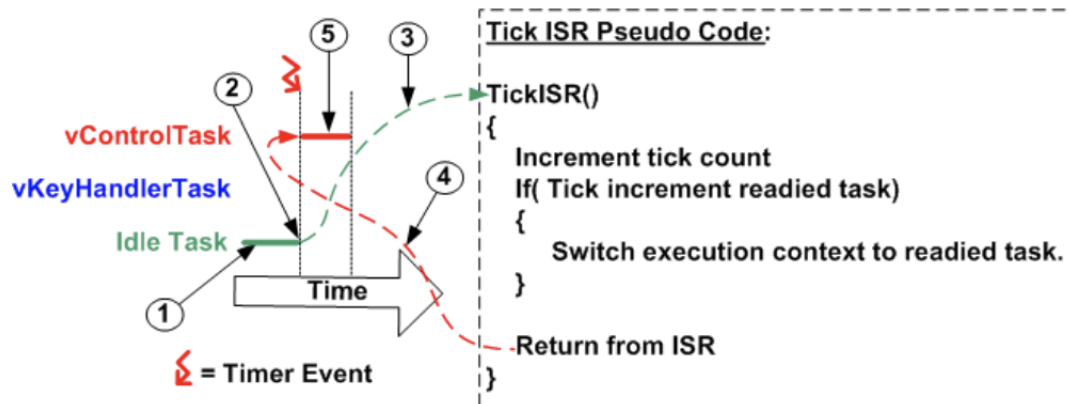 Tick ISR Pseudo Code:
5
3
2
TickISR()
vControlTask
{
Increment tick count
vKeyHandlerTask
If( Tick increment readied task)
4
{
Idle Task
Switch execution context to readied task.
}
Time
1
Return from ISR
= Timer Event
}